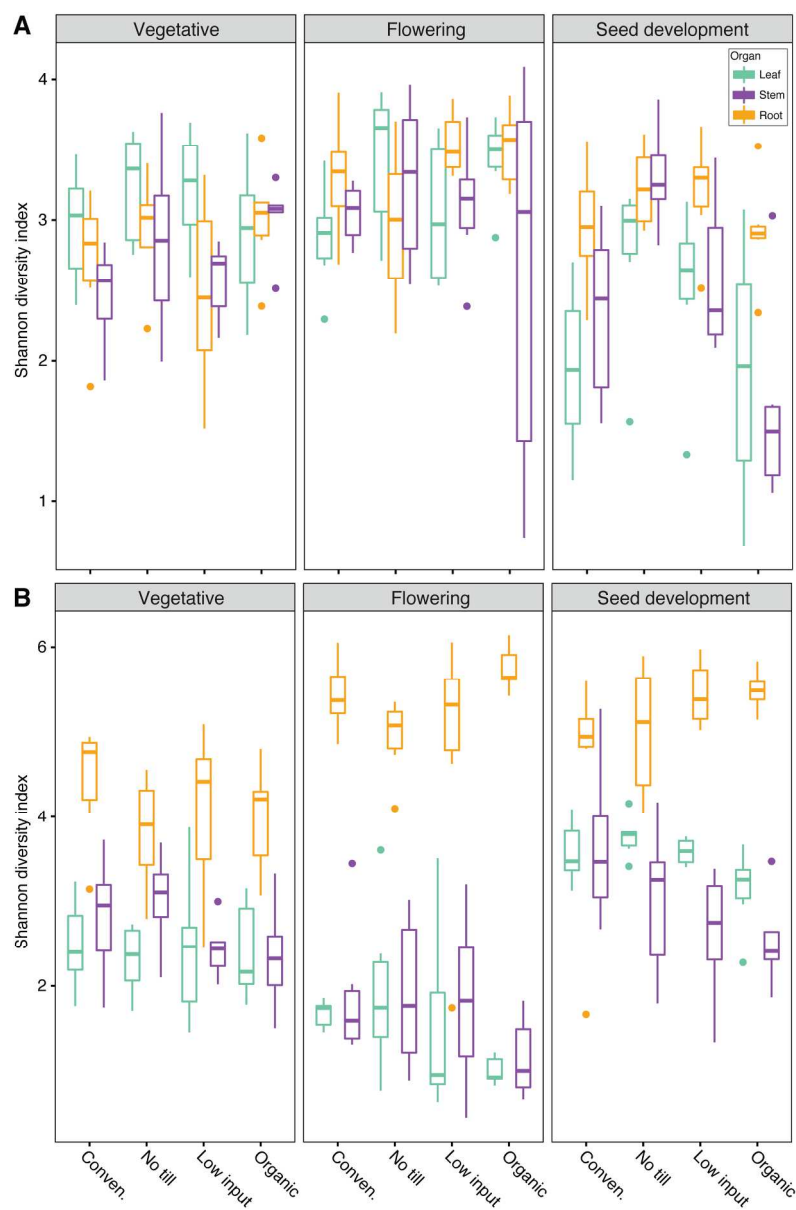 A
Vegetative
Flowering
Seed development
Organ
Leaf
Stem
Root
Shannon diversity index
4
3
2
1
B
Vegetative
Flowering
Seed development
Shannon diversity index
6
4
2
Conven.
No till
Low input
Organic
Conven.
No till
Low input
Organic
Conven.
No till
Low input
Organic